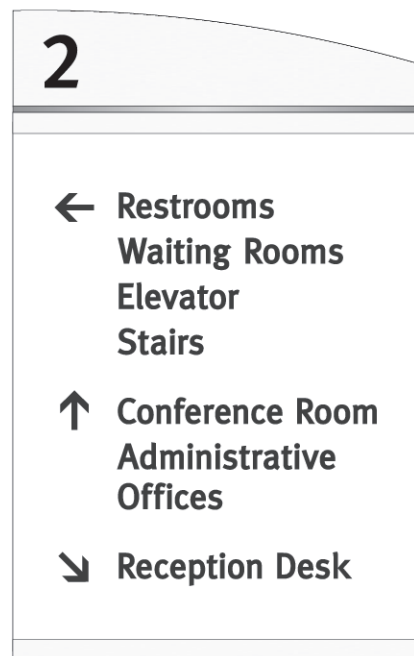 2
← Restrooms
Waiting Rooms
Elevator
Stairs
↑ Conference Room
Administrative
Offices
↘ Reception Desk